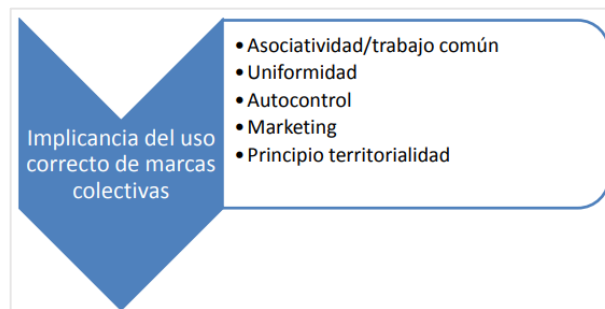 Implicancia del uso
correcto de marcas
colectivas
•Asociatividad/trabajo común
•Uniformidad
•Autocontrol
•Marketing
•Principio territorialidad